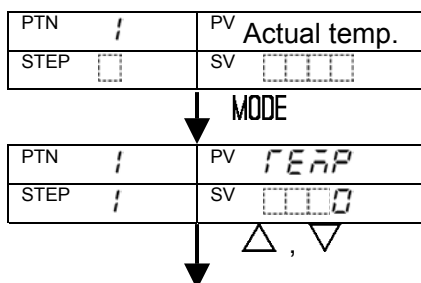 PTN 1 PV Actual temp.
STEP SV
MODE
PTN 1 PV TEMP
STEP 1 SV 0
△ , ▽